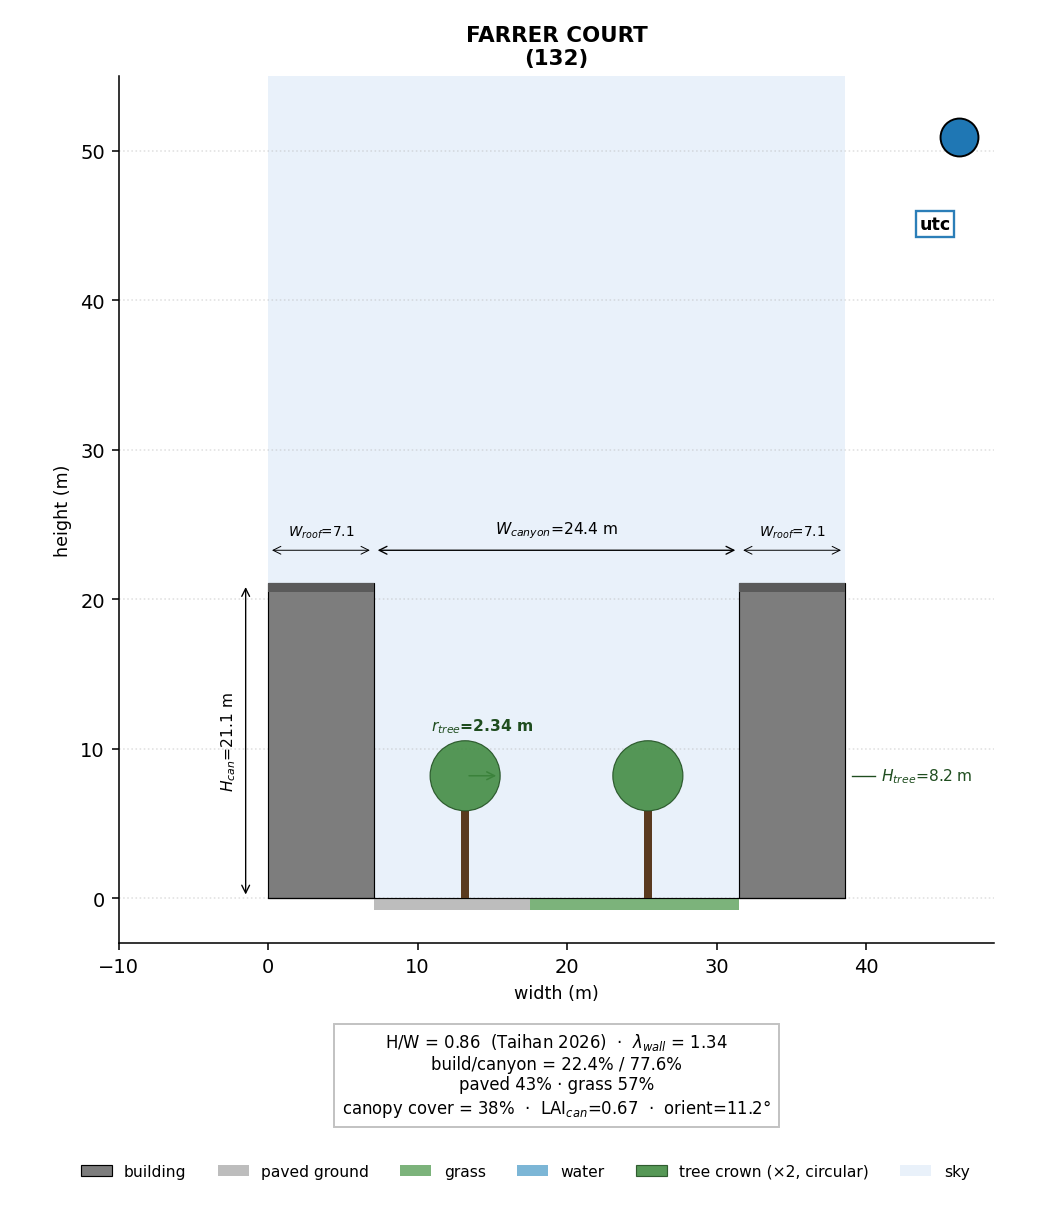 FARRER COURT
(132)
50
utc
40
30
height (m)
W_roof=7.1
W_canyon=24.4 m
W_roof=7.1
20
H_can=21.1 m
r_tree=2.34 m
10
H_tree=8.2 m
0
−10
0
10
20
30
40
width (m)
H/W = 0.86 (Taihan 2026) · λ_wall = 1.34
build/canyon = 22.4% / 77.6%
paved 43% · grass 57%
canopy cover = 38% · LAI_can=0.67 · orient=11.2°
building
paved ground
grass
water
tree crown (×2, circular)
sky